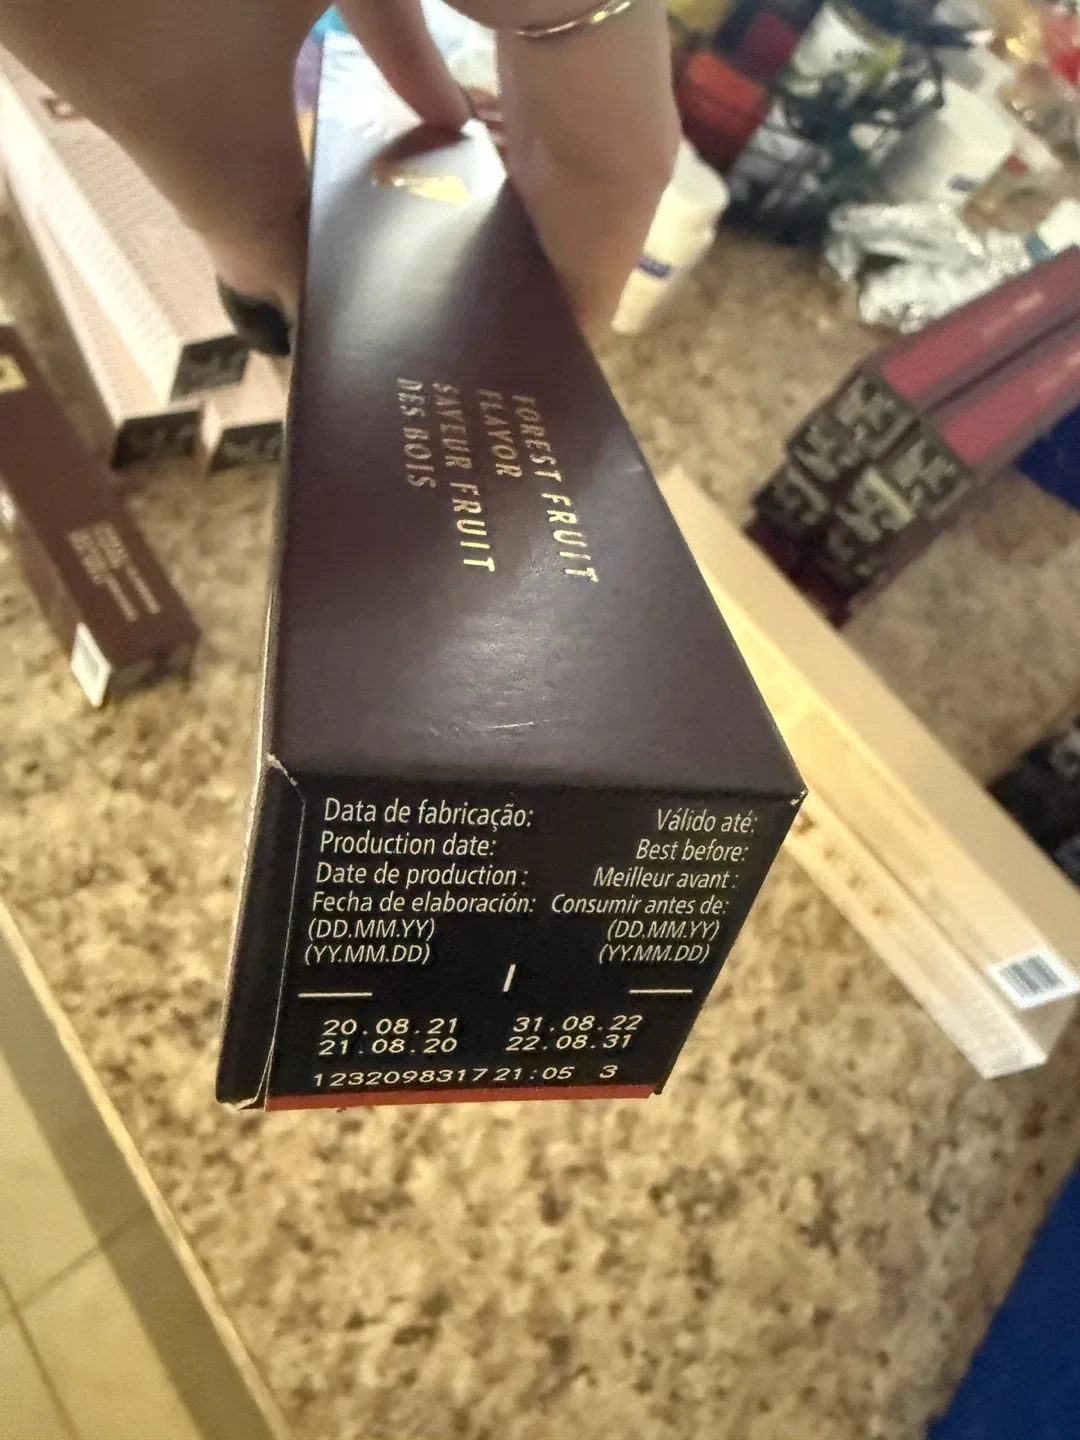 FOREST FRUIT
FLAVOR
SAVEUR FRUIT
DES BOIS
Data de fabricação:
Production date:
Date de production :
Fecha de elaboración:
(DD.MM.YY)
(YY.MM.DD)
Válido até:
Best before:
Meilleur avant :
Consumir antes de:
(DD.MM.YY)
(YY.MM.DD)
/
20.08.21 31.08.22
21.08.20 22.08.31
1232098317 21:05 3